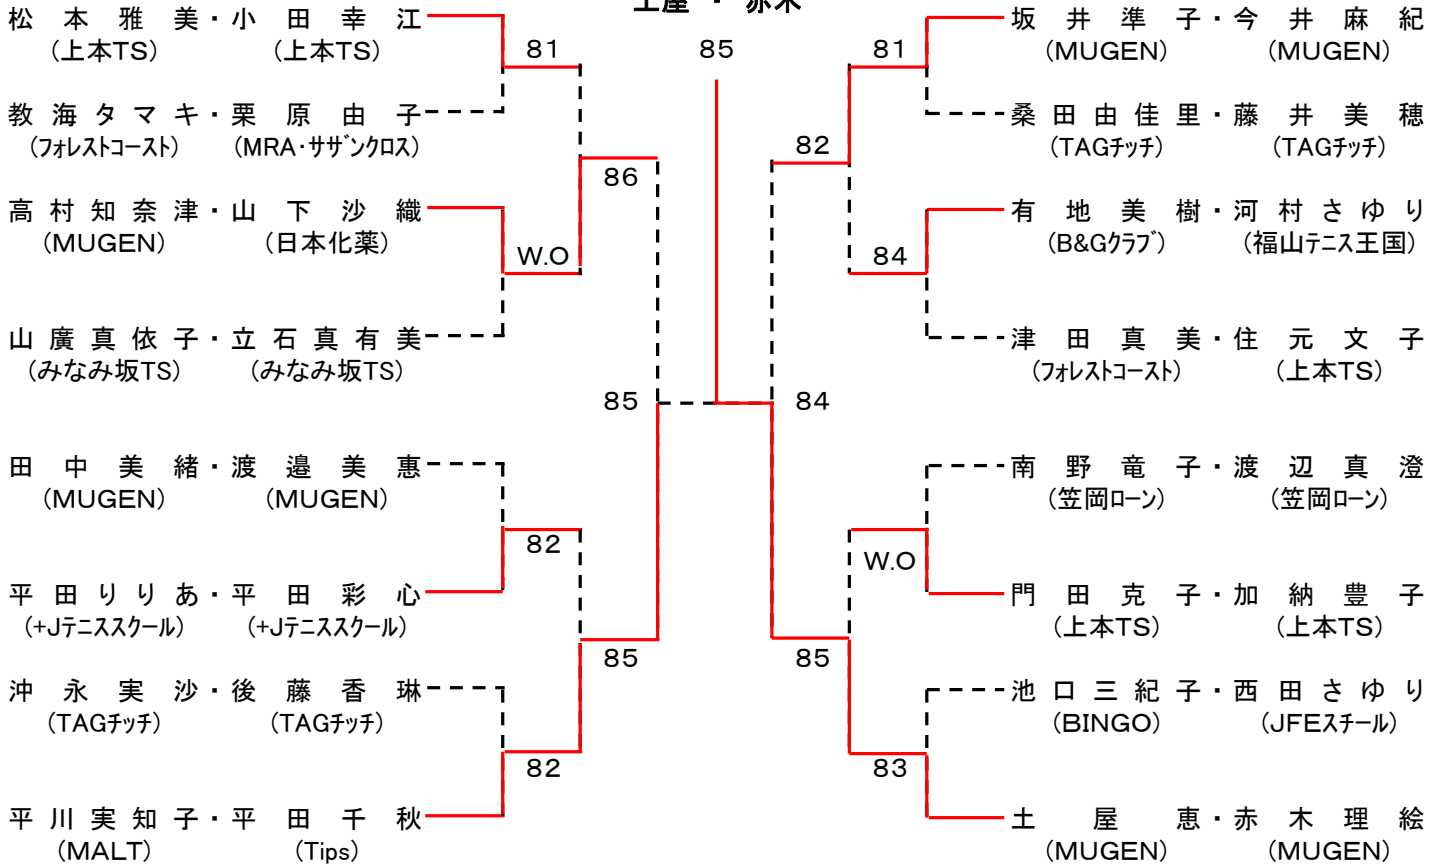 土屋 ・ 赤木
85
松本雅美・小田幸江
(上本TS) (上本TS)
81
教海タマキ・栗原由子
(フォレストコースト) (MRA・サザンクロス)
86
高村知奈津・山下沙織
(MUGEN) (日本化薬)
W.O
山廣真依子・立石真有美
(みなみ坂TS) (みなみ坂TS)
85
田中美緒・渡邉美恵
(MUGEN) (MUGEN)
82
平田りりあ・平田彩心
(+Jテニススクール) (+Jテニススクール)
85
沖永実沙・後藤香琳
(TAGチッチ) (TAGチッチ)
82
平川実知子・平田千秋
(MALT) (Tips)
坂井準子・今井麻紀
(MUGEN) (MUGEN)
81
桑田由佳里・藤井美穂
(TAGチッチ) (TAGチッチ)
82
有地美樹・河村さゆり
(B&Gクラブ) (福山テニス王国)
84
津田真美・住元文子
(フォレストコースト) (上本TS)
84
南野竜子・渡辺真澄
(笠岡ローン) (笠岡ローン)
W.O
門田克子・加納豊子
(上本TS) (上本TS)
85
池口三紀子・西田さゆり
(BINGO) (JFEスチール)
83
土屋恵・赤木理絵
(MUGEN) (MUGEN)